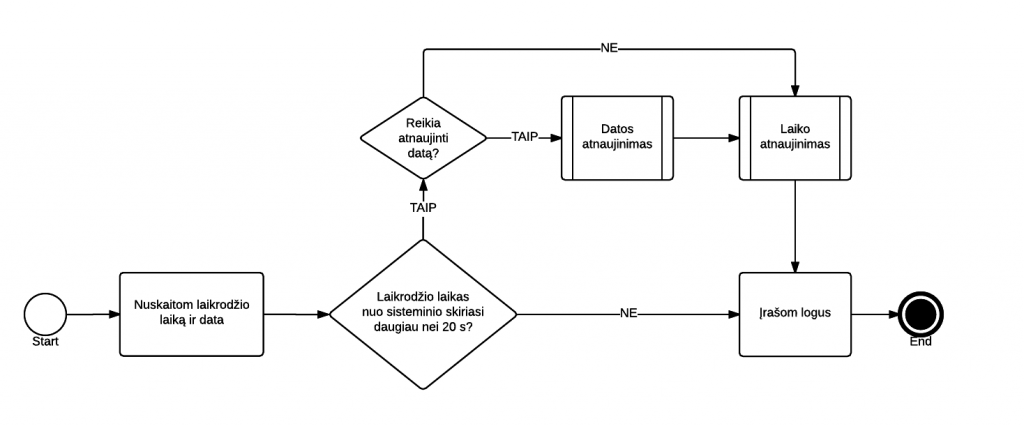 NE
Reikia
atnaujinti
datą?
TAIP
Datos
atnaujinimas
Laiko
atnaujinimas
TAIP
Start
Nuskaitom laikrodžio
laiką ir data
Laikrodžio laikas
nuo sisteminio skiriasi
daugiau nei 20 s?
NE
Įrašom logus
End